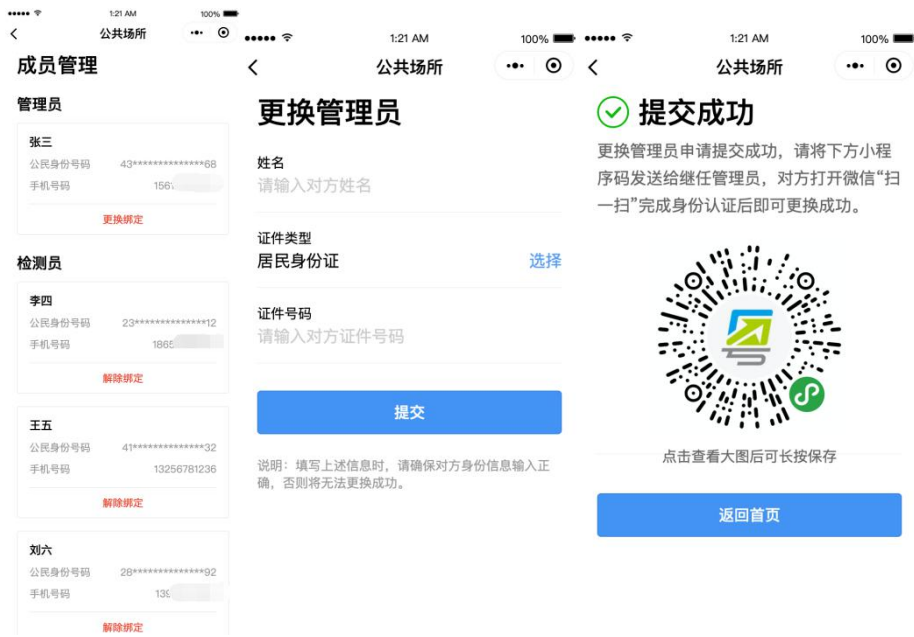 1:21 AM
100%
公共场所
成员管理
管理员
张三
公民身份号码 43**************68
手机号码 156
更换绑定
检测员
李四
公民身份号码 23**************12
手机号码 1865
解除绑定
王五
公民身份号码 41**************32
手机号码 13256781236
解除绑定
刘六
公民身份号码 28**************92
手机号码 139
解除绑定
1:21 AM
100%
公共场所
更换管理员
姓名
请输入对方姓名
证件类型
居民身份证 选择
证件号码
请输入对方证件号码
提交
说明：填写上述信息时，请确保对方身份信息输入正
确，否则将无法更换成功。
1:21 AM
100%
公共场所
提交成功
更换管理员申请提交成功，请将下方小程
序码发送给继任管理员，对方打开微信“扫
一扫”完成身份认证后即可更换成功。
点击查看大图后可长按保存
返回首页